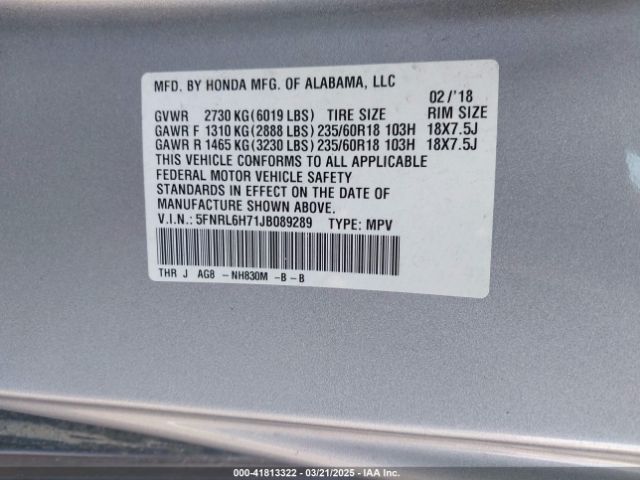 MFD. BY HONDA MFG. OF ALABAMA, LLC
02/'18
GVWR 2730 KG(6019 LBS) TIRE SIZE RIM SIZE
GAWR F 1310 KG(2888 LBS) 235/60R18 103H 18X7.5J
GAWR R 1465 KG(3230 LBS) 235/60R18 103H 18X7.5J
THIS VEHICLE CONFORMS TO ALL APPLICABLE
FEDERAL MOTOR VEHICLE SAFETY
STANDARDS IN EFFECT ON THE DATE OF
MANUFACTURE SHOWN ABOVE.
V.I.N.: 5FNRL6H71JB089289 TYPE: MPV
THR J AG8 -NH830M -B-B
000-41813322 | 03/21/2025 - COPART/IAA